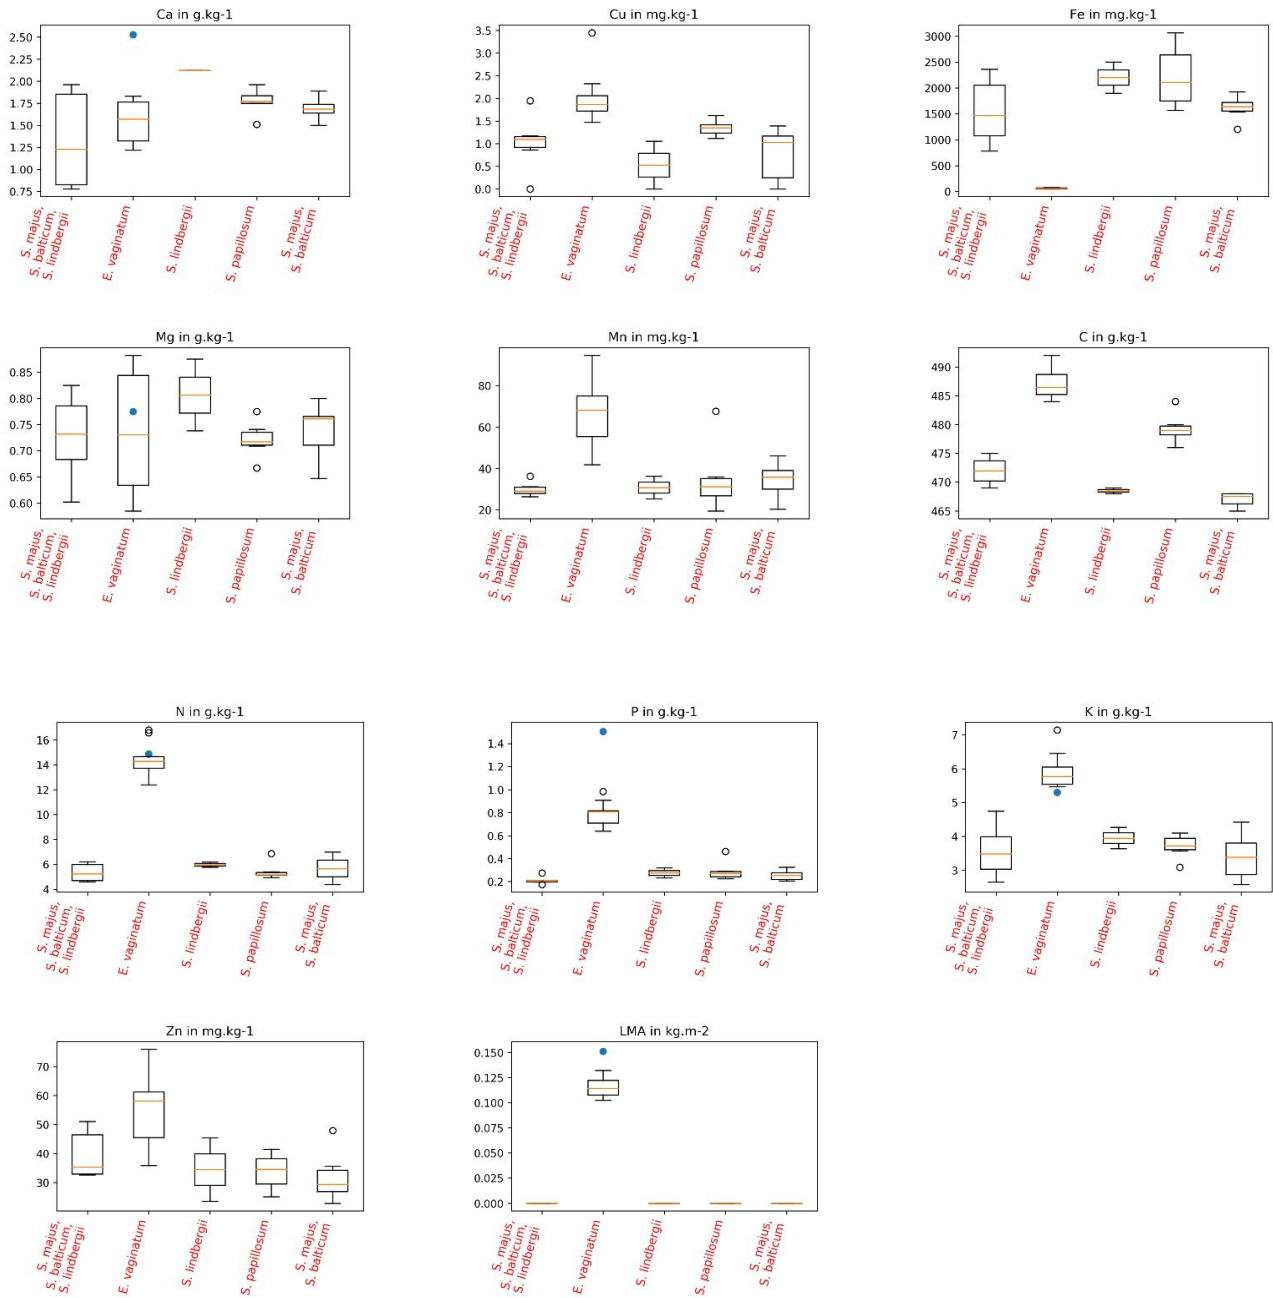 Ca in g.kg-1
2.50
2.25
2.00
1.75
1.50
1.25
1.00
0.75
S. majus,
S. balticum,
S. lindbergii
E. vaginatum
S. lindbergii
S. papillosum
S. majus,
S. balticum
Cu in mg.kg-1
3.5
3.0
2.5
2.0
1.5
1.0
0.5
0.0
S. majus,
S. balticum,
S. lindbergii
E. vaginatum
S. lindbergii
S. papillosum
S. majus,
S. balticum
Fe in mg.kg-1
3000
2500
2000
1500
1000
500
0
S. majus,
S. balticum,
S. lindbergii
E. vaginatum
S. lindbergii
S. papillosum
S. majus,
S. balticum
Mg in g.kg-1
0.85
0.80
0.75
0.70
0.65
0.60
S. majus,
S. balticum,
S. lindbergii
E. vaginatum
S. lindbergii
S. papillosum
S. majus,
S. balticum
Mn in mg.kg-1
80
60
40
20
S. majus,
S. balticum,
S. lindbergii
E. vaginatum
S. lindbergii
S. papillosum
S. majus,
S. balticum
C in g.kg-1
490
485
480
475
470
465
S. majus,
S. balticum,
S. lindbergii
E. vaginatum
S. lindbergii
S. papillosum
S. majus,
S. balticum
N in g.kg-1
16
14
12
10
8
6
4
S. majus,
S. balticum,
S. lindbergii
E. vaginatum
S. lindbergii
S. papillosum
S. majus,
S. balticum
P in g.kg-1
1.4
1.2
1.0
0.8
0.6
0.4
0.2
S. majus,
S. balticum,
S. lindbergii
E. vaginatum
S. lindbergii
S. papillosum
S. majus,
S. balticum
K in g.kg-1
7
6
5
4
3
S. majus,
S. balticum,
S. lindbergii
E. vaginatum
S. lindbergii
S. papillosum
S. majus,
S. balticum
Zn in mg.kg-1
70
60
50
40
30
S. majus,
S. balticum,
S. lindbergii
E. vaginatum
S. lindbergii
S. papillosum
S. majus,
S. balticum
LMA in kg.m-2
0.150
0.125
0.100
0.075
0.050
0.025
0.000
S. majus,
S. balticum,
S. lindbergii
E. vaginatum
S. lindbergii
S. papillosum
S. majus,
S. balticum